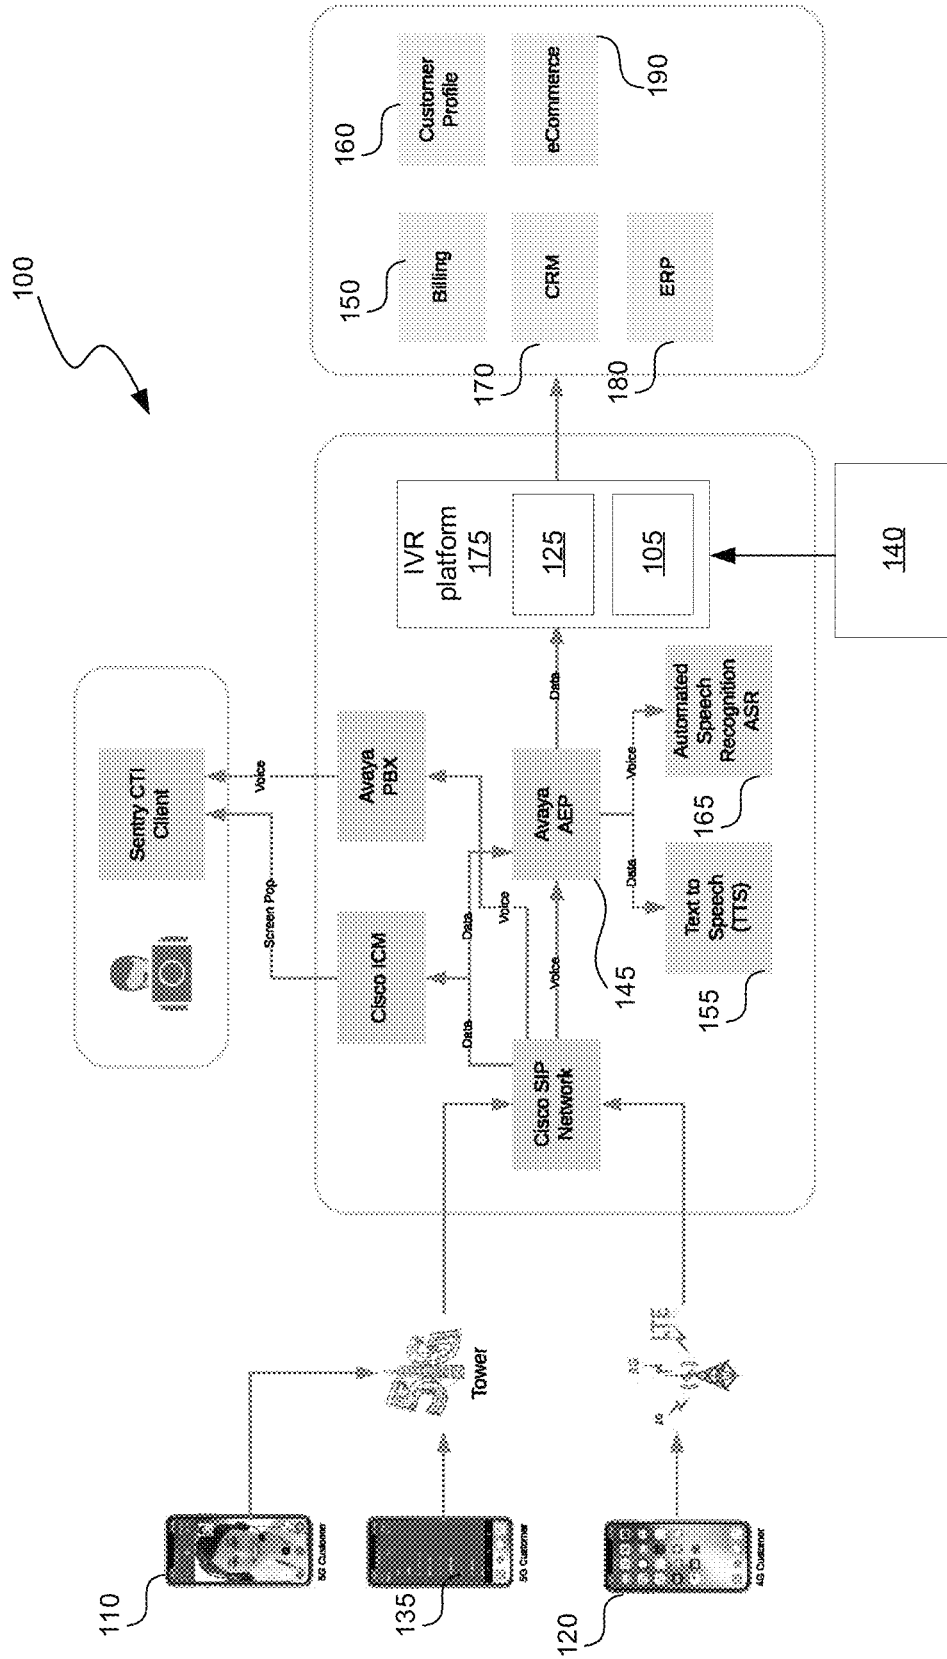 100
110
5G Customer
135
5G Customer
120
4G Customer
5G
Tower
LTE
Sentry CTI
Client
Screen Pop
Voice
Cisco ICM
Avaya
PBX
Data
Data
Voice
Cisco SIP
Network
Voice
Avaya
AEP
145
Data
Data
Voice
Text to
Speech
(TTS)
155
Automated
Speech
Recognition
ASR
165
IVR
platform
175
125
105
140
Billing
150
Customer
Profile
160
CRM
170
eCommerce
190
ERP
180